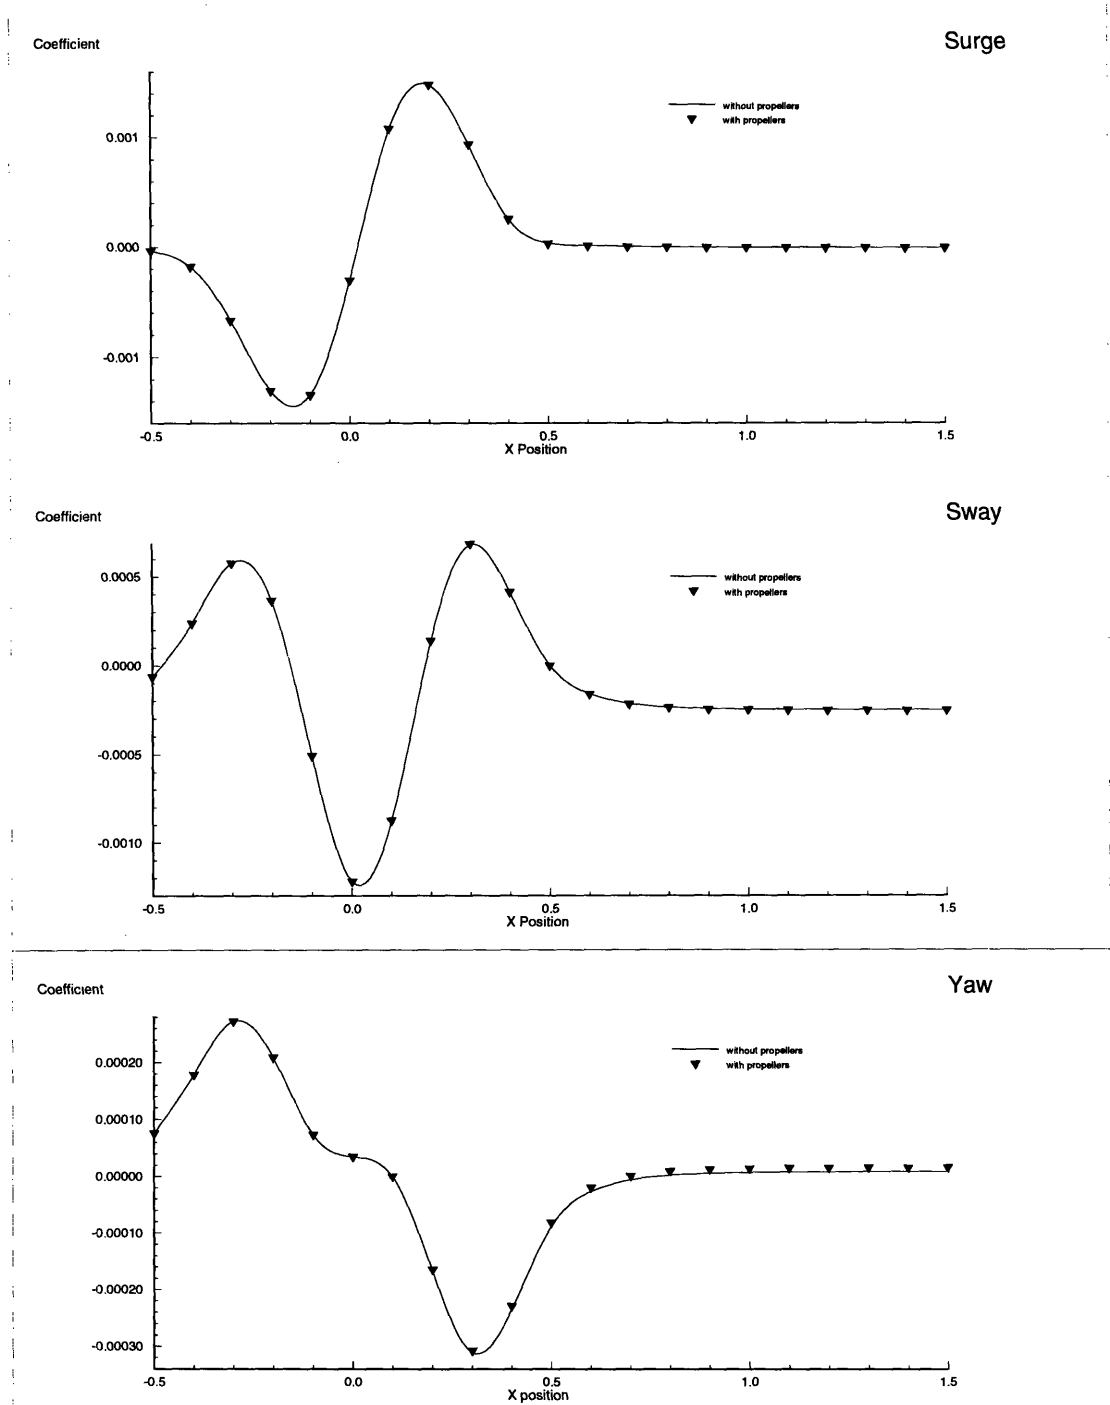 Coefficient
Surge
without propellers
with propellers
0.001
0.000
-0.001
-0.5 0.0 0.5 1.0 1.5
X Position
Coefficient
Sway
without propellers
with propellers
0.0005
0.0000
-0.0005
-0.0010
-0.5 0.0 0.5 1.0 1.5
X Position
Coefficient
Yaw
without propellers
with propellers
0.00020
0.00010
0.00000
-0.00010
-0.00020
-0.00030
-0.5 0.0 0.5 1.0 1.5
X position